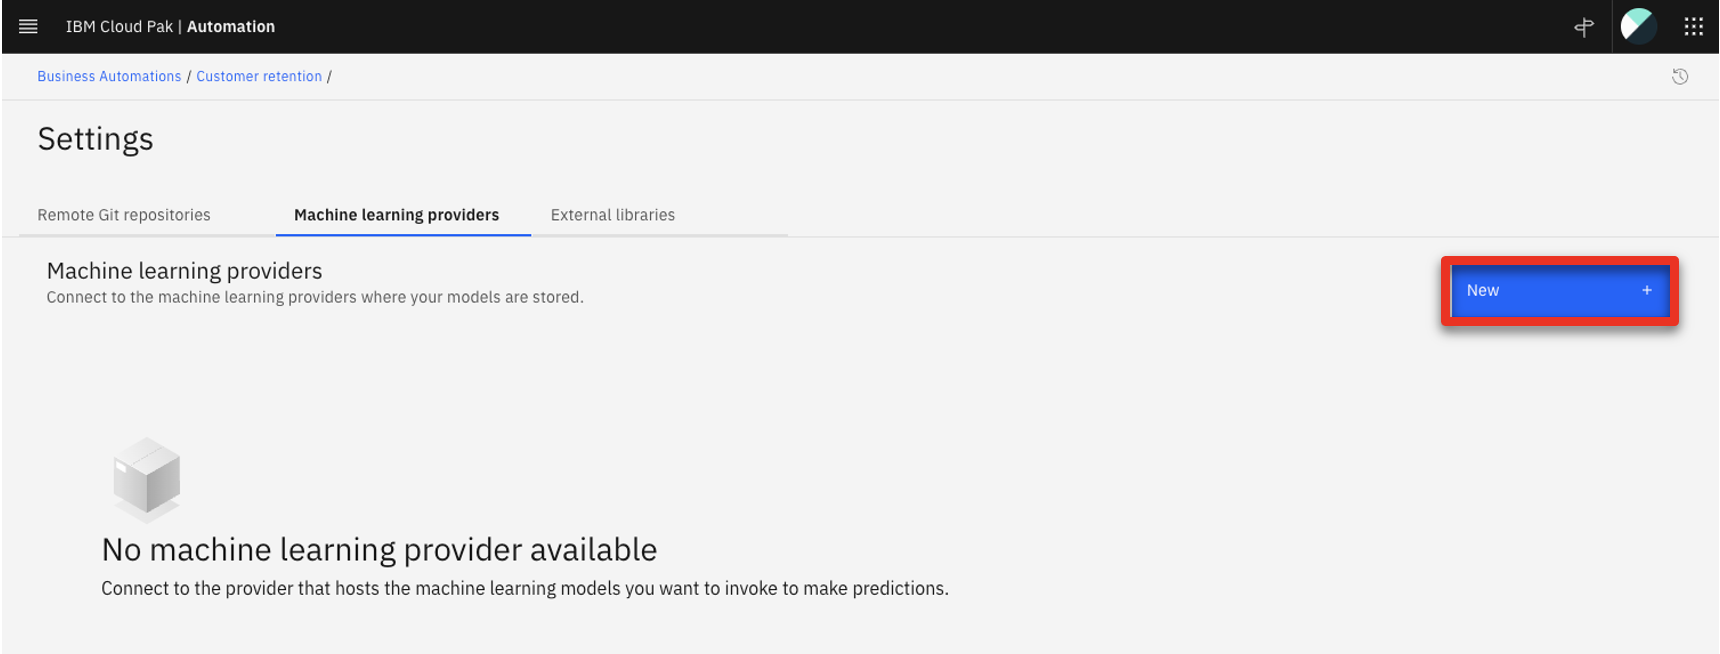 IBM Cloud Pak | Automation
Business Automations / Customer retention /
Settings
Remote Git repositories Machine learning providers External libraries
Machine learning providers
Connect to the machine learning providers where your models are stored.
New +
No machine learning provider available
Connect to the provider that hosts the machine learning models you want to invoke to make predictions.